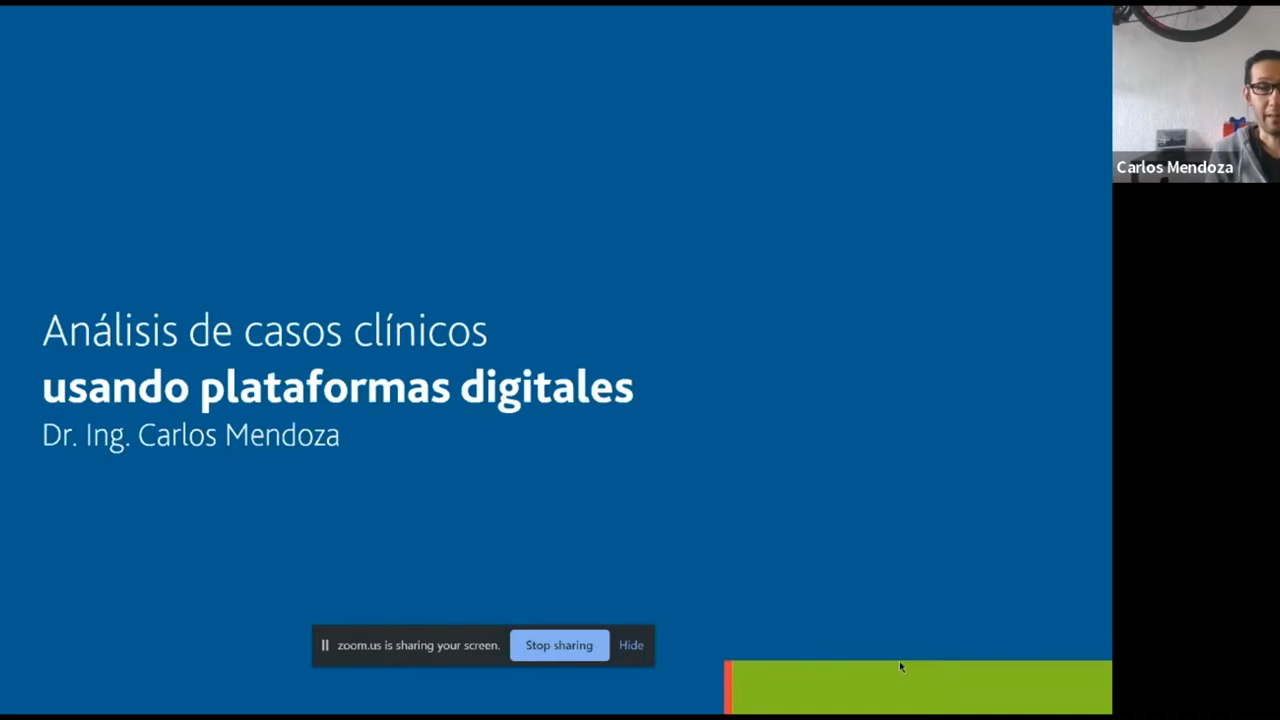 Análisis de casos clínicos
usando plataformas digitales
Dr. Ing. Carlos Mendoza
zoom.us is sharing your screen. Stop sharing Hide
Carlos Mendoza